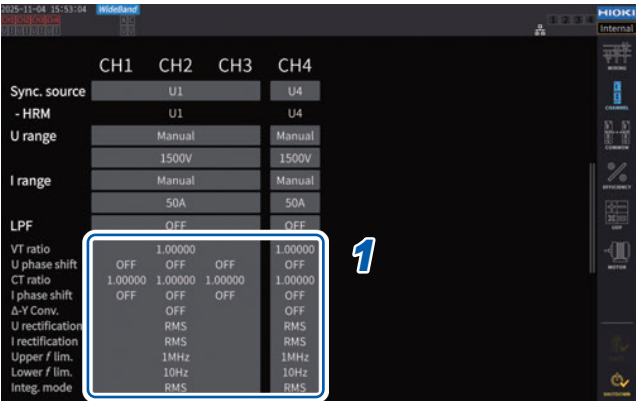 2025-11-04 15:53:04 WideBand
HIOKI
1 2 3 4
Internal
CH1 CH2 CH3 CH4
Sync. source U1 U4
- HRM U1 U4
U range Manual Manual
1500V 1500V
I range Manual Manual
50A 50A
LPF OFF OFF
VT ratio 1.00000 1.00000
U phase shift OFF OFF OFF OFF
CT ratio 1.00000 1.00000 1.00000 1.00000
I phase shift OFF OFF OFF OFF
Δ-Y Conv. OFF OFF
U rectification RMS RMS
I rectification RMS RMS
Upper f lim. 1MHz 1MHz
Lower f lim. 10Hz 10Hz
Integ. mode RMS RMS
1
WIRING
CHANNEL
COMMON
EFFICIENCY
UDF
MOTOR
SHUTDOWN